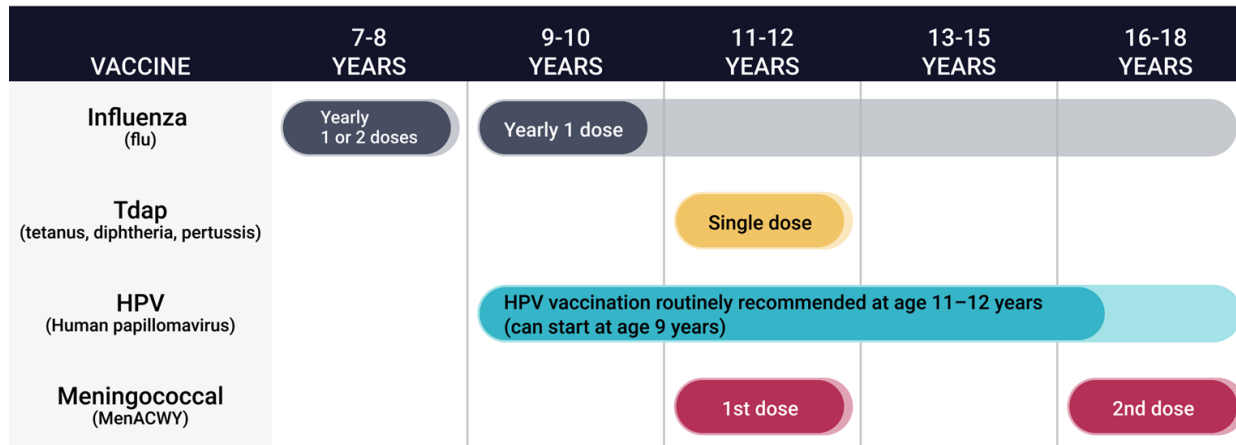 VACCINE
7-8
YEARS
9-10
YEARS
11-12
YEARS
13-15
YEARS
16-18
YEARS
Influenza
(flu)
Yearly
1 or 2 doses
Yearly 1 dose
Tdap
(tetanus, diphtheria, pertussis)
Single dose
HPV
(Human papillomavirus)
HPV vaccination routinely recommended at age 11–12 years
(can start at age 9 years)
Meningococcal
(MenACWY)
1st dose
2nd dose